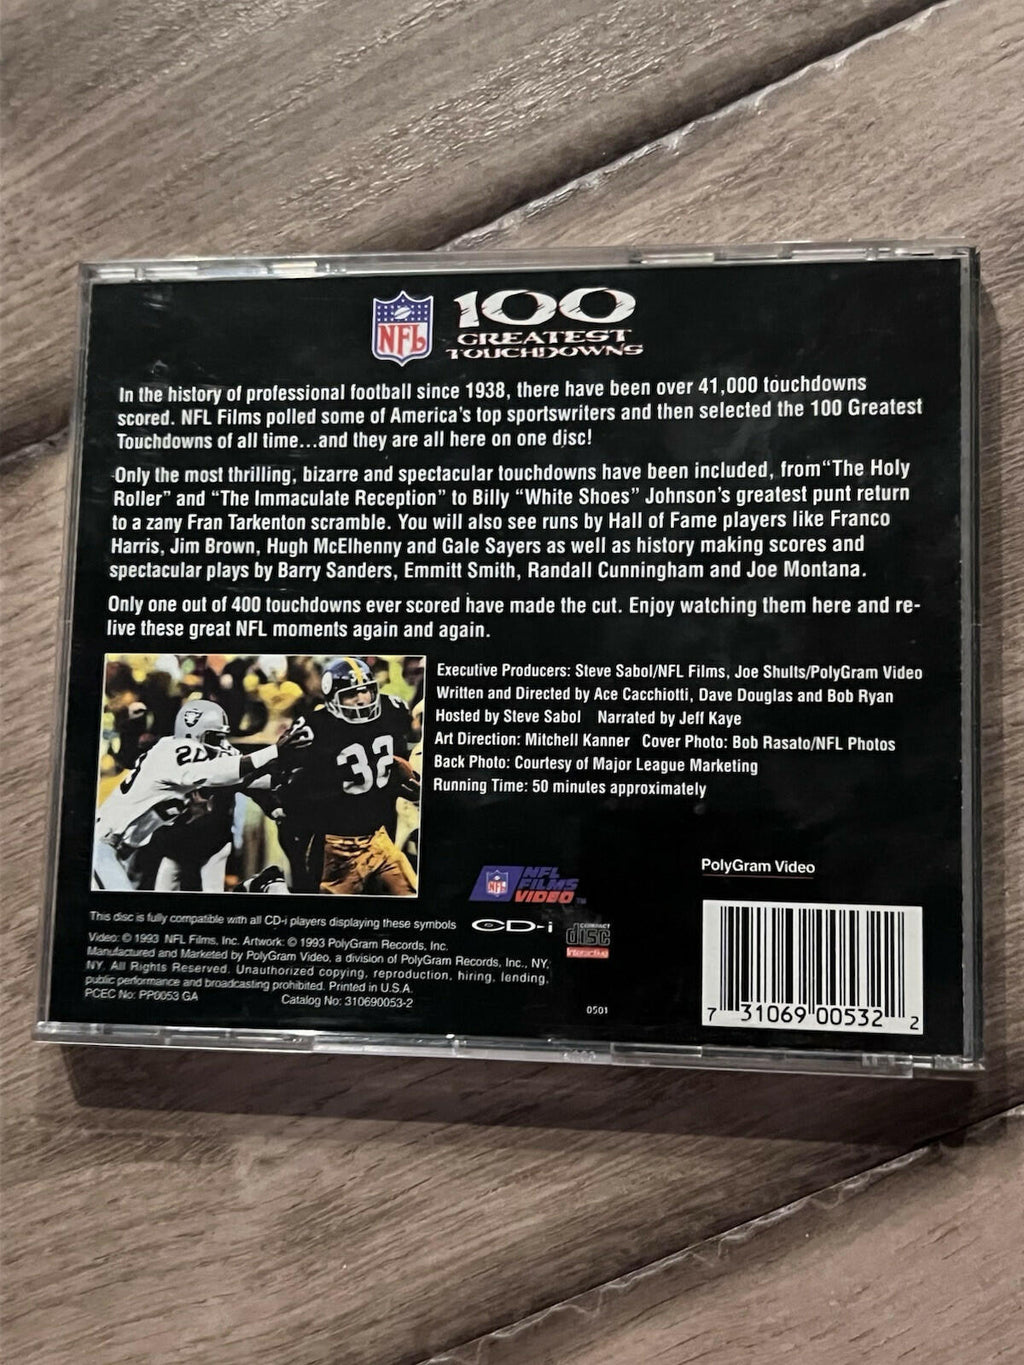 NFL
100
GREATEST
TOUCHDOWNS
In the history of professional football since 1938, there have been over 41,000 touchdowns
scored. NFL Films polled some of America's top sportswriters and then selected the 100 Greatest
Touchdowns of all time...and they are all here on one disc!
Only the most thrilling, bizarre and spectacular touchdowns have been included, from "The Holy
Roller" and "The Immaculate Reception" to Billy "White Shoes" Johnson's greatest punt return
to a zany Fran Tarkenton scramble. You will also see runs by Hall of Fame players like Franco
Harris, Jim Brown, Hugh McElhenny and Gale Sayers as well as history making scores and
spectacular plays by Barry Sanders, Emmitt Smith, Randall Cunningham and Joe Montana.
Only one out of 400 touchdowns ever scored have made the cut. Enjoy watching them here and re-
live these great NFL moments again and again.
Executive Producers: Steve Sabol/NFL Films, Joe Shults/PolyGram Video
Written and Directed by Ace Cacchiotti, Dave Douglas and Bob Ryan
Hosted by Steve Sabol Narrated by Jeff Kaye
Art Direction: Mitchell Kanner Cover Photo: Bob Rasato/NFL Photos
Back Photo: Courtesy of Major League Marketing
Running Time: 50 minutes approximately
32
NFL
NFL
FILMS
VIDEO™
PolyGram Video
This disc is fully compatible with all CD-i players displaying these symbols
CD-i
COMPACT
disc
Interactive
Video: © 1993 NFL Films, Inc. Artwork: © 1993 PolyGram Records, Inc.
Manufactured and Marketed by PolyGram Video, a division of PolyGram Records, Inc., NY,
NY. All Rights Reserved. Unauthorized copying, reproduction, hiring, lending,
public performance and broadcasting prohibited. Printed in U.S.A.
PCEC No: PP0053 GA Catalog No: 310690053-2
0501
7 31069 00532 2